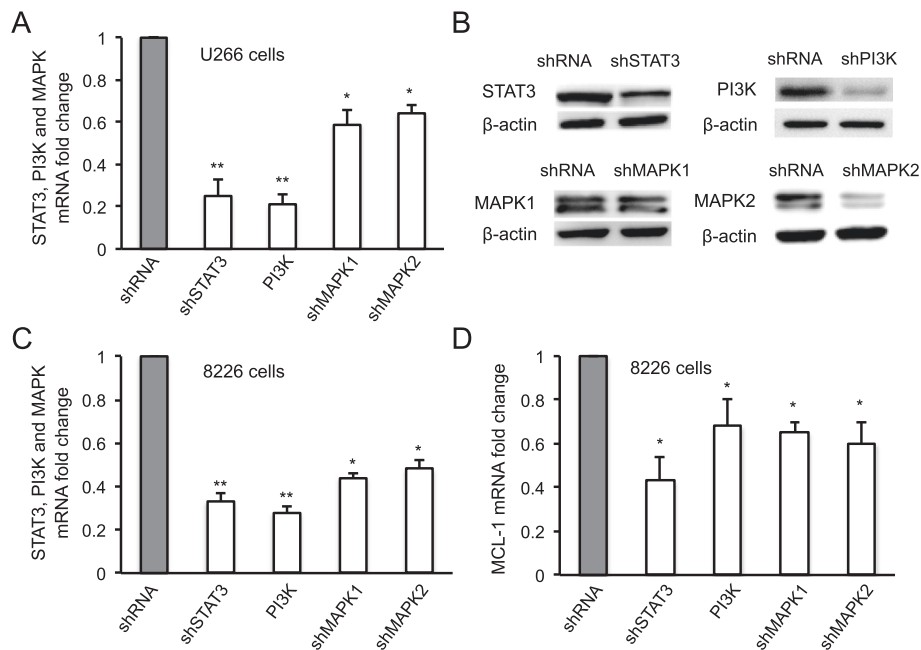 A
STAT3, PI3K and MAPK
mRNA fold change
1
0.8
0.6
0.4
0.2
0
U266 cells
**
**
*
*
shRNA
shSTAT3
PI3K
shMAPK1
shMAPK2
B
shRNA shSTAT3
STAT3
β-actin
shRNA shPI3K
PI3K
β-actin
shRNA shMAPK1
MAPK1
β-actin
shRNA shMAPK2
MAPK2
β-actin
C
STAT3, PI3K and MAPK
mRNA fold change
1
0.8
0.6
0.4
0.2
0
8226 cells
**
**
*
*
shRNA
shSTAT3
PI3K
shMAPK1
shMAPK2
D
MCL-1 mRNA fold change
1
0.8
0.6
0.4
0.2
0
8226 cells
*
*
*
*
shRNA
shSTAT3
PI3K
shMAPK1
shMAPK2